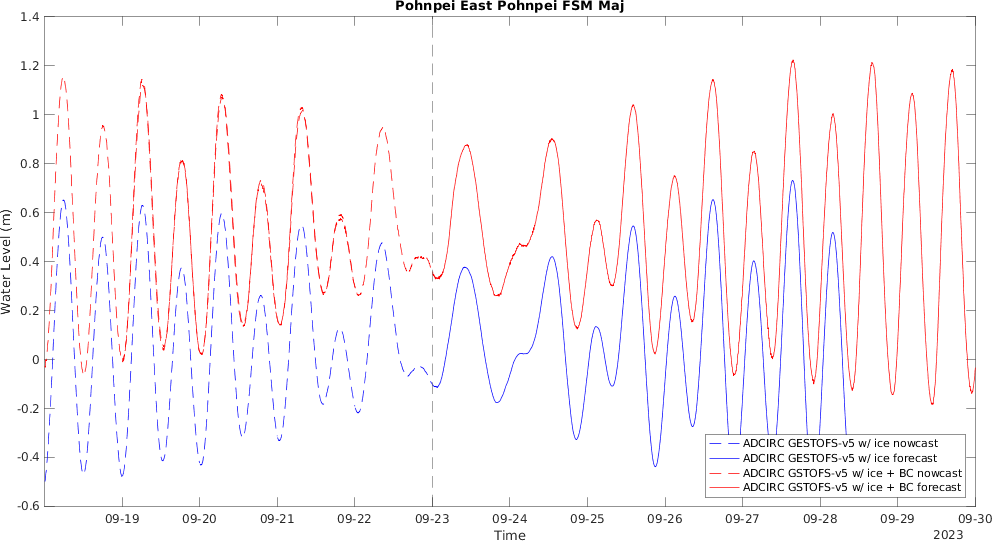 Pohnpei East Pohnpei FSM Maj
1.4
1.2
1
0.8
0.6
0.4
0.2
0
-0.2
-0.4
-0.6
Water Level (m)
ADCIRC GESTOFS-v5 w/ ice nowcast
ADCIRC GESTOFS-v5 w/ ice forecast
ADCIRC GSTOFS-v5 w/ ice + BC nowcast
ADCIRC GSTOFS-v5 w/ ice + BC forecast
09-19 09-20 09-21 09-22 09-23 09-24 09-25 09-26 09-27 09-28 09-29 09-30
Time
2023